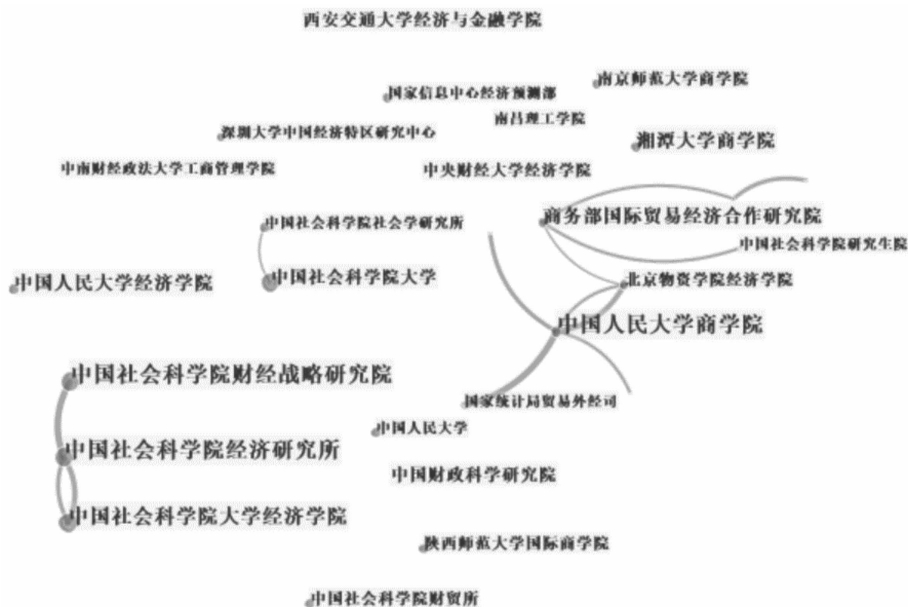 西安交通大学经济与金融学院
南京师范大学商学院
国家信息中心经济预测部
南昌理工学院
深圳大学中国经济特区研究中心
湘潭大学商学院
中南财经政法大学工商管理学院
中央财经大学经济学院
商务部国际贸易经济合作研究院
中国社会科学院社会学研究所
中国社会科学院研究生院
中国人民大学经济学院
中国社会科学院大学
北京物资学院经济学院
中国人民大学商学院
中国社会科学院财经战略研究院
国家统计局贸易外经司
中国人民大学
中国社会科学院经济研究所
中国财政科学研究院
中国社会科学院大学经济学院
陕西师范大学国际商学院
中国社会科学院财贸所